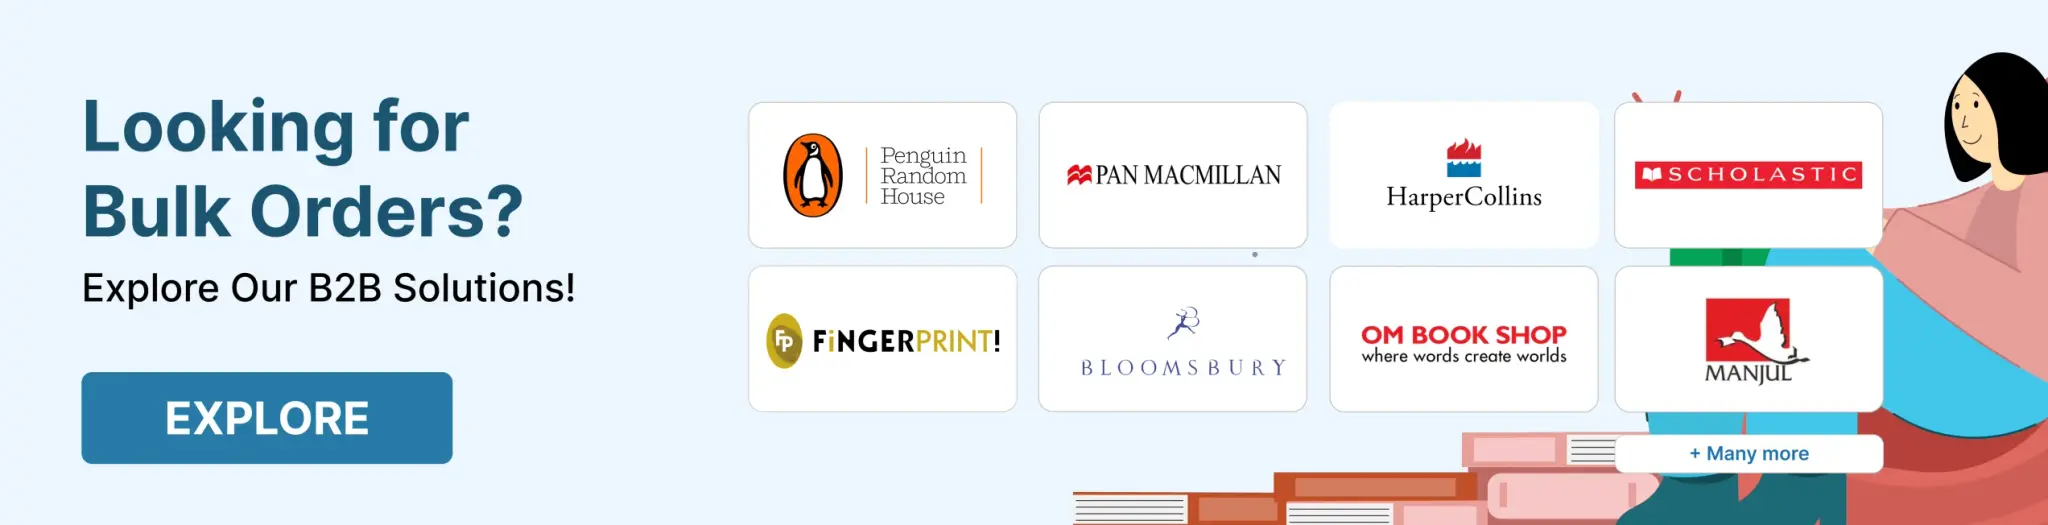 Looking for
Bulk Orders?
Explore Our B2B Solutions!
EXPLORE
Penguin
Random
House
PAN MACMILLAN
HarperCollins
SCHOLASTIC
FP
FiNGERPRINT!
B
BLOOMSBURY
OM BOOK SHOP
where words create worlds
MANJUL
+ Many more